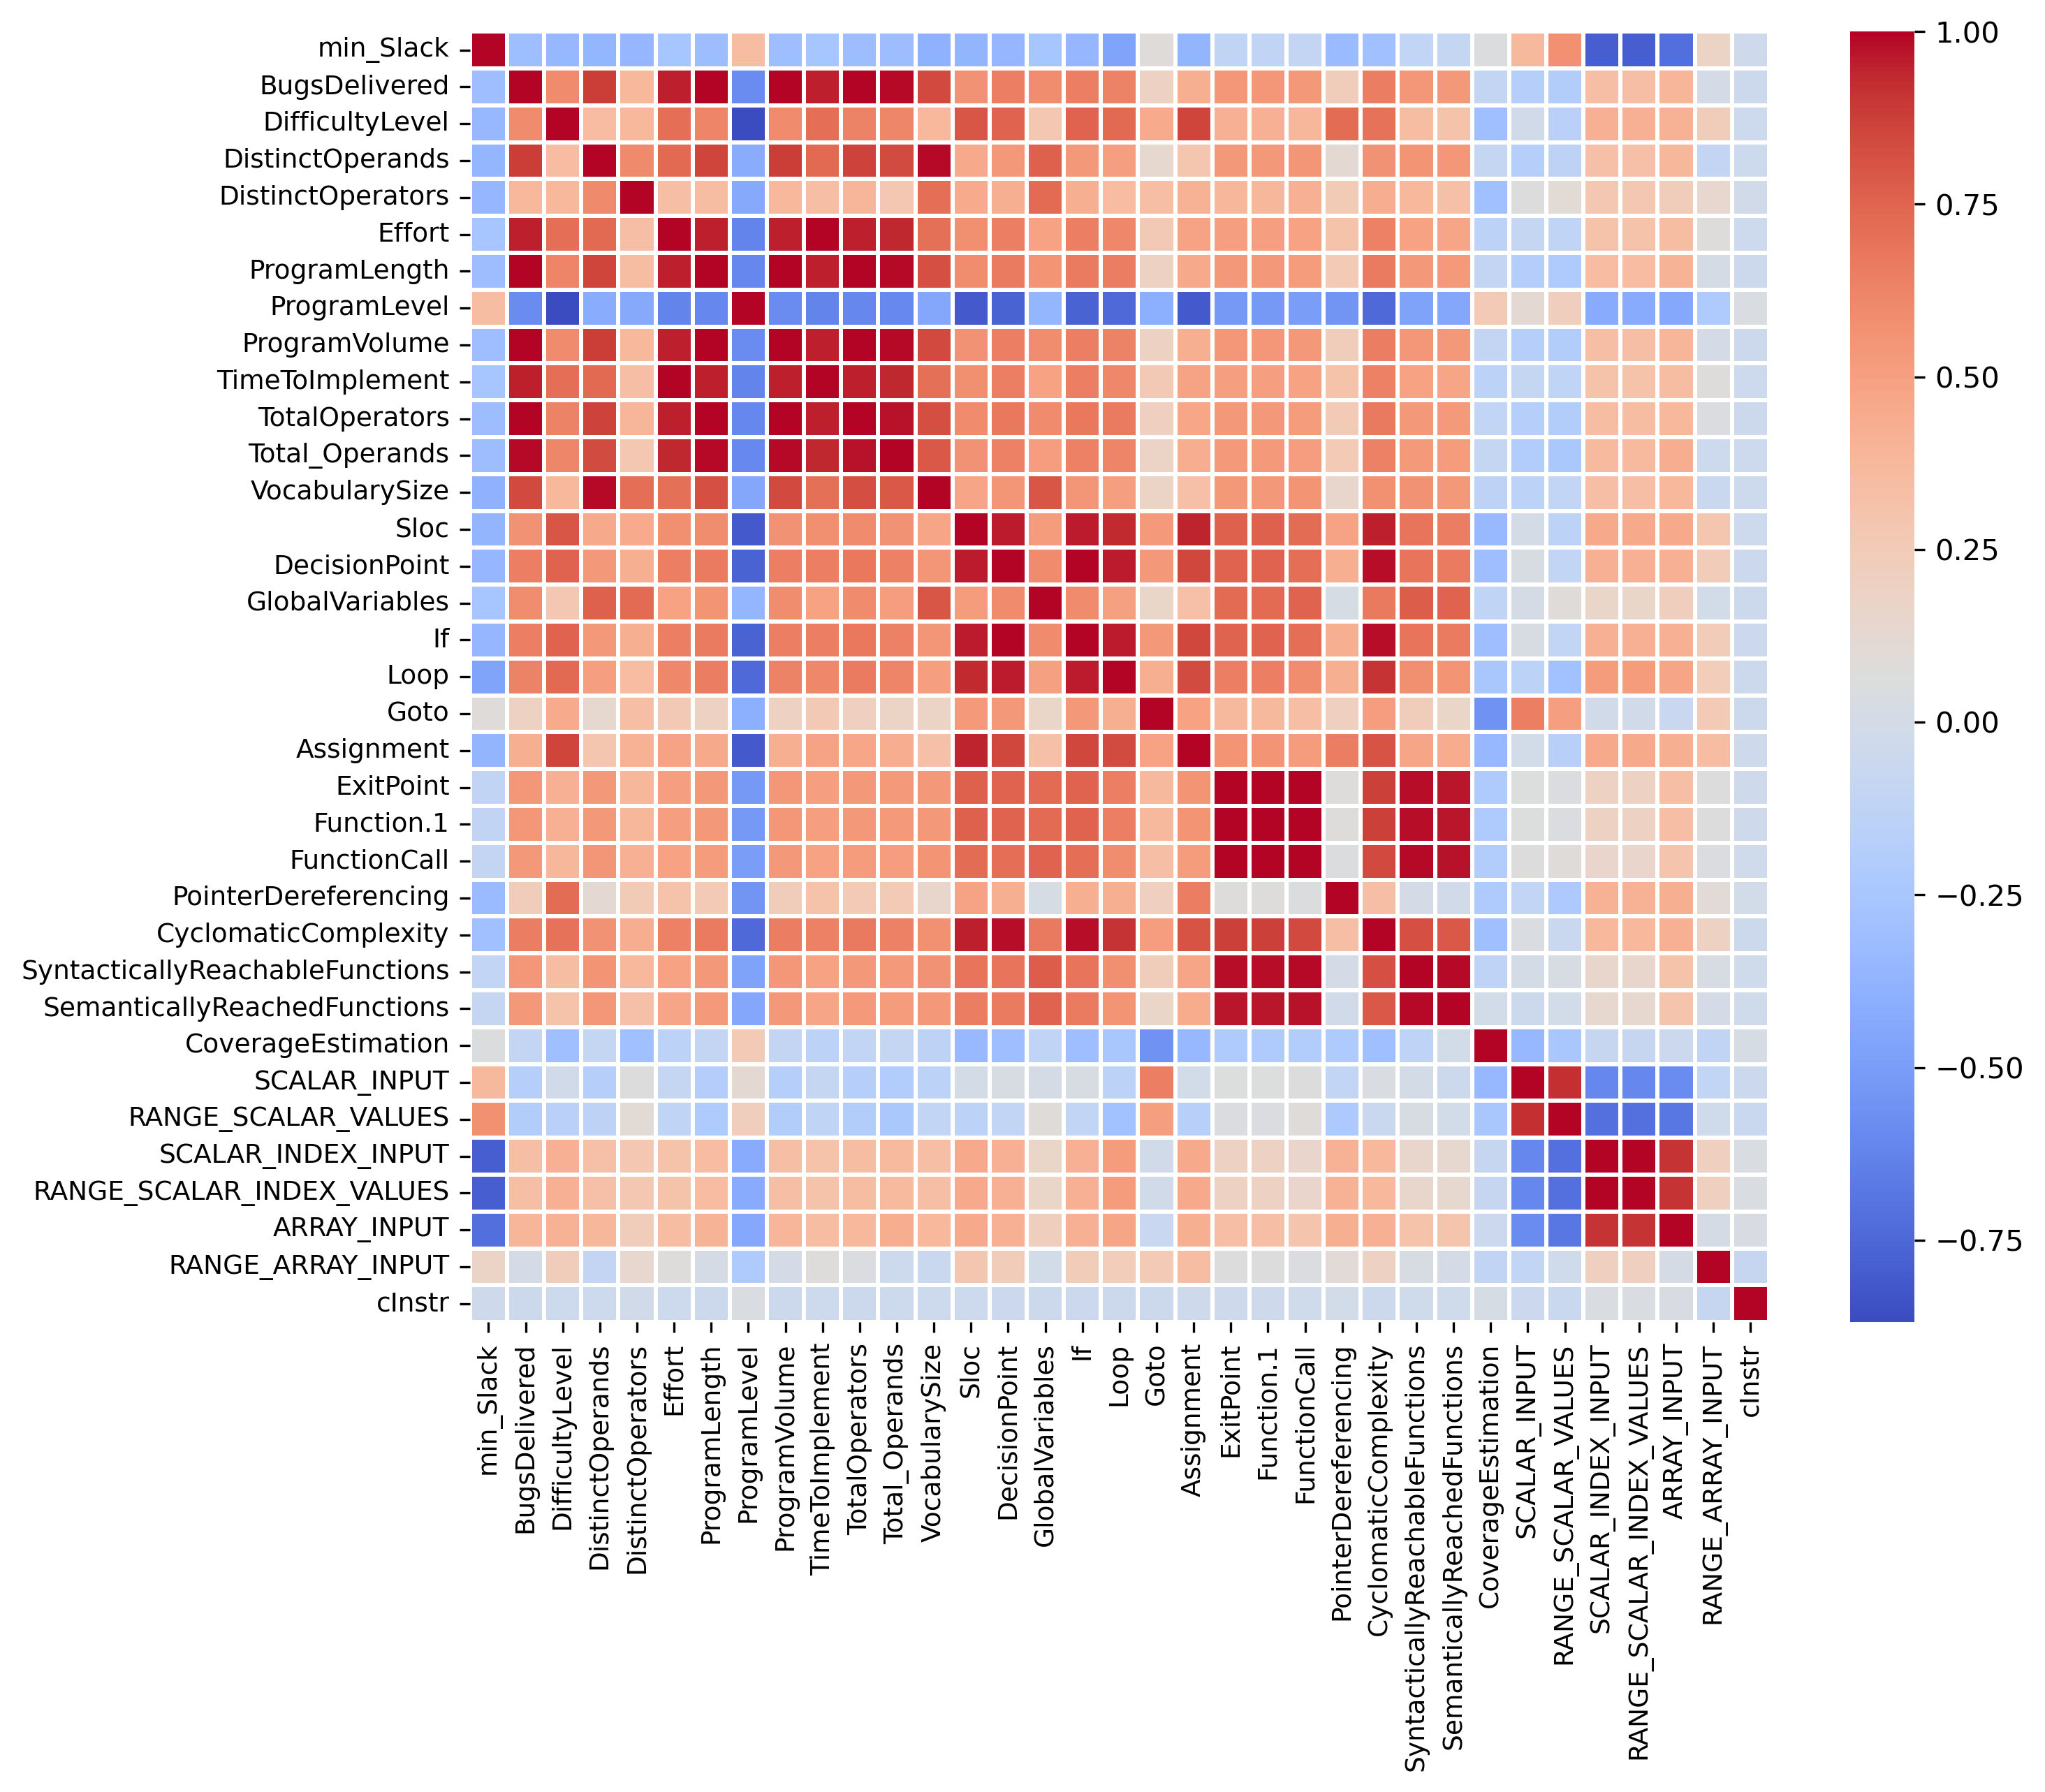 min_Slack
BugsDelivered
DifficultyLevel
DistinctOperands
DistinctOperators
Effort
ProgramLength
ProgramLevel
ProgramVolume
TimeToImplement
TotalOperators
Total_Operands
VocabularySize
Sloc
DecisionPoint
GlobalVariables
If
Loop
Goto
Assignment
ExitPoint
Function.1
FunctionCall
PointerDereferencing
CyclomaticComplexity
SyntacticallyReachableFunctions
SemanticallyReachedFunctions
CoverageEstimation
SCALAR_INPUT
RANGE_SCALAR_VALUES
SCALAR_INDEX_INPUT
RANGE_SCALAR_INDEX_VALUES
ARRAY_INPUT
RANGE_ARRAY_INPUT
cInstr
min_Slack
BugsDelivered
DifficultyLevel
DistinctOperands
DistinctOperators
Effort
ProgramLength
ProgramLevel
ProgramVolume
TimeToImplement
TotalOperators
Total_Operands
VocabularySize
Sloc
DecisionPoint
GlobalVariables
If
Loop
Goto
Assignment
ExitPoint
Function.1
FunctionCall
PointerDereferencing
CyclomaticComplexity
SyntacticallyReachableFunctions
SemanticallyReachedFunctions
CoverageEstimation
SCALAR_INPUT
RANGE_SCALAR_VALUES
SCALAR_INDEX_INPUT
RANGE_SCALAR_INDEX_VALUES
ARRAY_INPUT
RANGE_ARRAY_INPUT
cInstr
1.00
0.75
0.50
0.25
0.00
−0.25
−0.50
−0.75